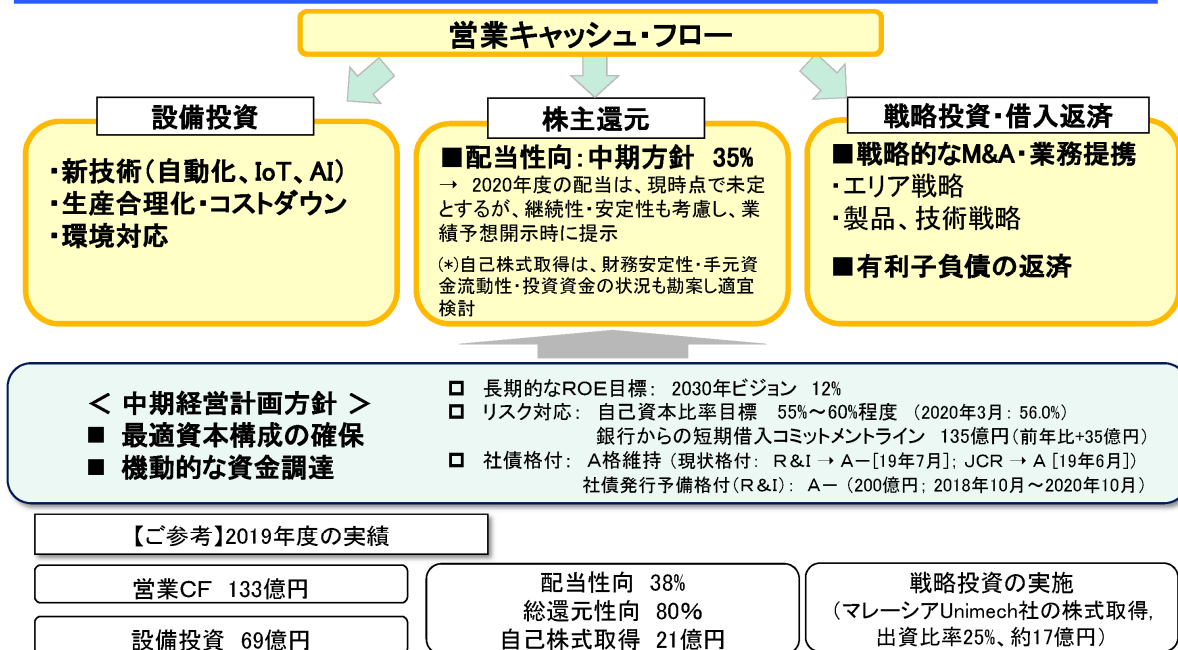 営業キャッシュ・フロー
設備投資
・新技術(自動化、IoT、AI)
・生産合理化・コストダウン
・環境対応
株主還元
■配当性向:中期方針 35%
→ 2020年度の配当は、現時点で未定
とするが、継続性・安定性も考慮し、業
績予想開示時に提示
(*)自己株式取得は、財務安定性・手元資
金流動性・投資資金の状況も勘案し適宜
検討
戦略投資・借入返済
■戦略的なM&A・業務提携
・エリア戦略
・製品、技術戦略
■有利子負債の返済
< 中期経営計画方針 >
■ 最適資本構成の確保
■ 機動的な資金調達
□ 長期的なROE目標: 2030年ビジョン 12%
□ リスク対応: 自己資本比率目標 55%~60%程度 (2020年3月: 56.0%)
銀行からの短期借入コミットメントライン 135億円(前年比+35億円)
□ 社債格付: A格維持 (現状格付: R&I → A-[19年7月]; JCR → A [19年6月])
社債発行予備格付(R&I): A- (200億円; 2018年10月~2020年10月)
【ご参考】2019年度の実績
営業CF 133億円
設備投資 69億円
配当性向 38%
総還元性向 80%
自己株式取得 21億円
戦略投資の実施
(マレーシアUnimech社の株式取得,
出資比率25%、約17億円)